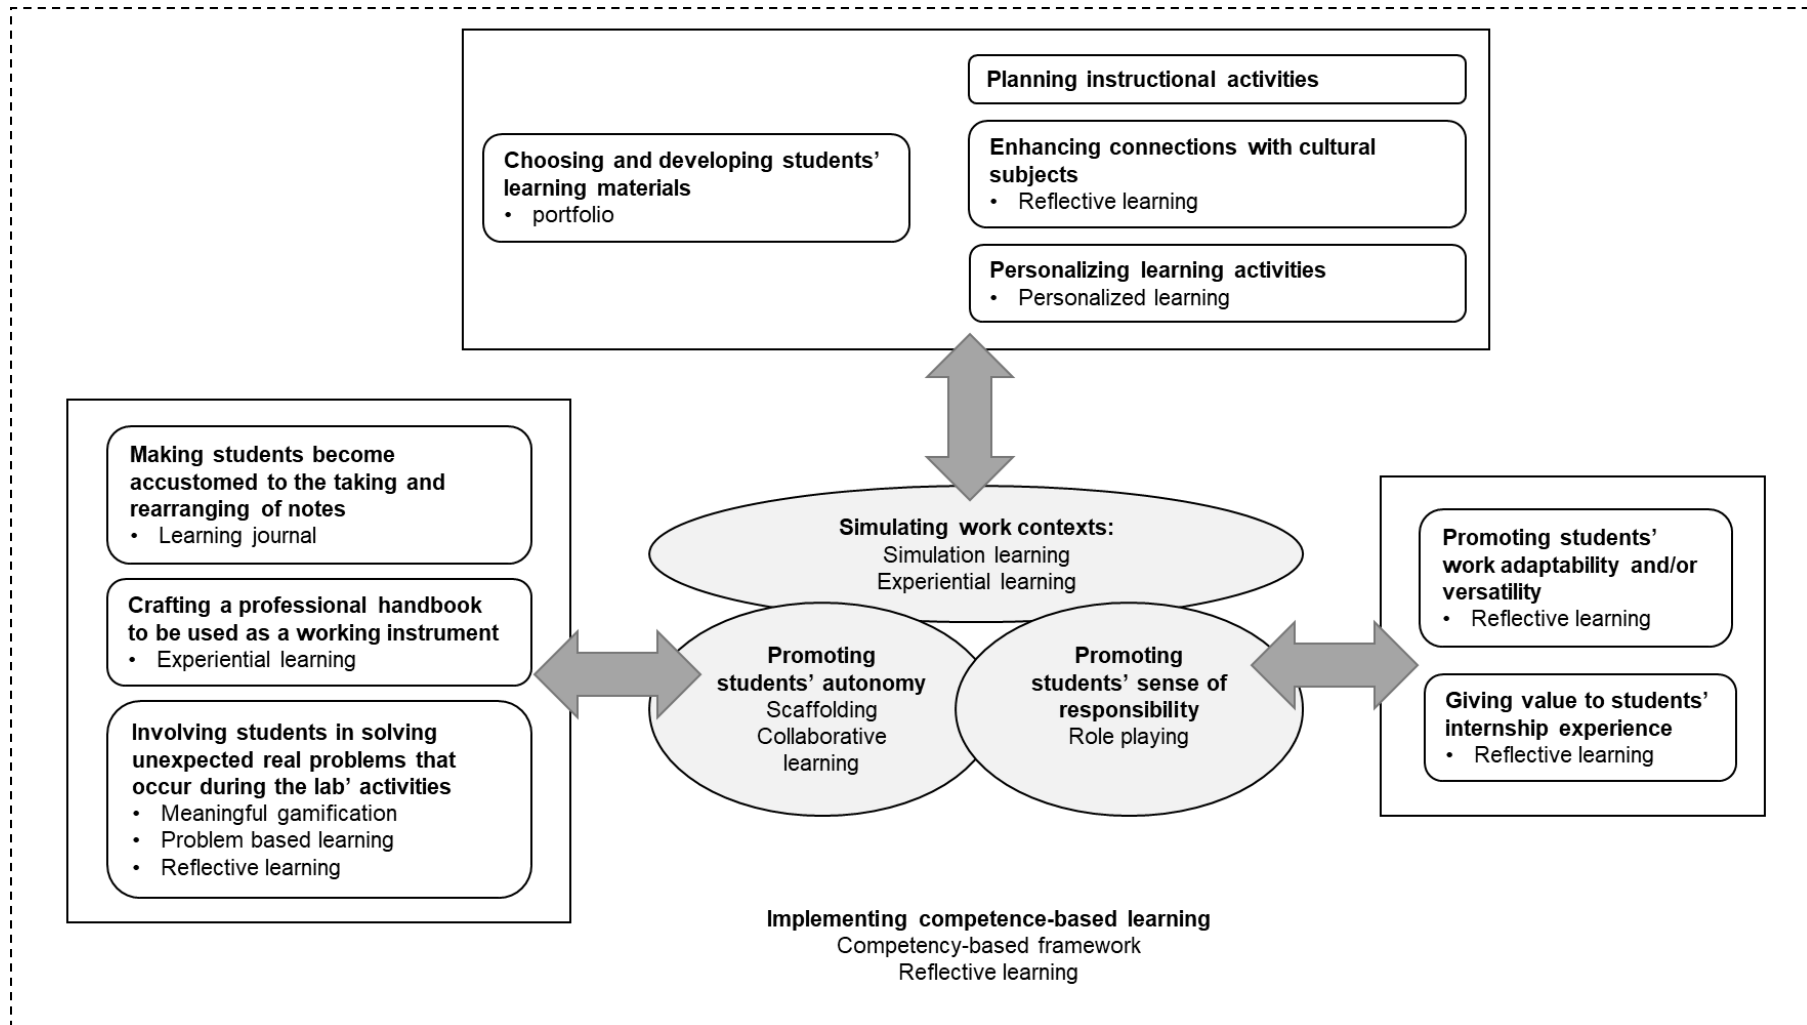 Planning instructional activities
Choosing and developing students’
learning materials
• portfolio
Enhancing connections with cultural
subjects
• Reflective learning
Personalizing learning activities
• Personalized learning
Making students become
accustomed to the taking and
rearranging of notes
• Learning journal
Crafting a professional handbook
to be used as a working instrument
• Experiential learning
Involving students in solving
unexpected real problems that
occur during the lab’ activities
• Meaningful gamification
• Problem based learning
• Reflective learning
Simulating work contexts:
Simulation learning
Experiential learning
Promoting
students’ autonomy
Scaffolding
Collaborative
learning
Promoting
students’ sense of
responsibility
Role playing
Promoting students’
work adaptability and/or
versatility
• Reflective learning
Giving value to students’
internship experience
• Reflective learning
Implementing competence-based learning
Competency-based framework
Reflective learning